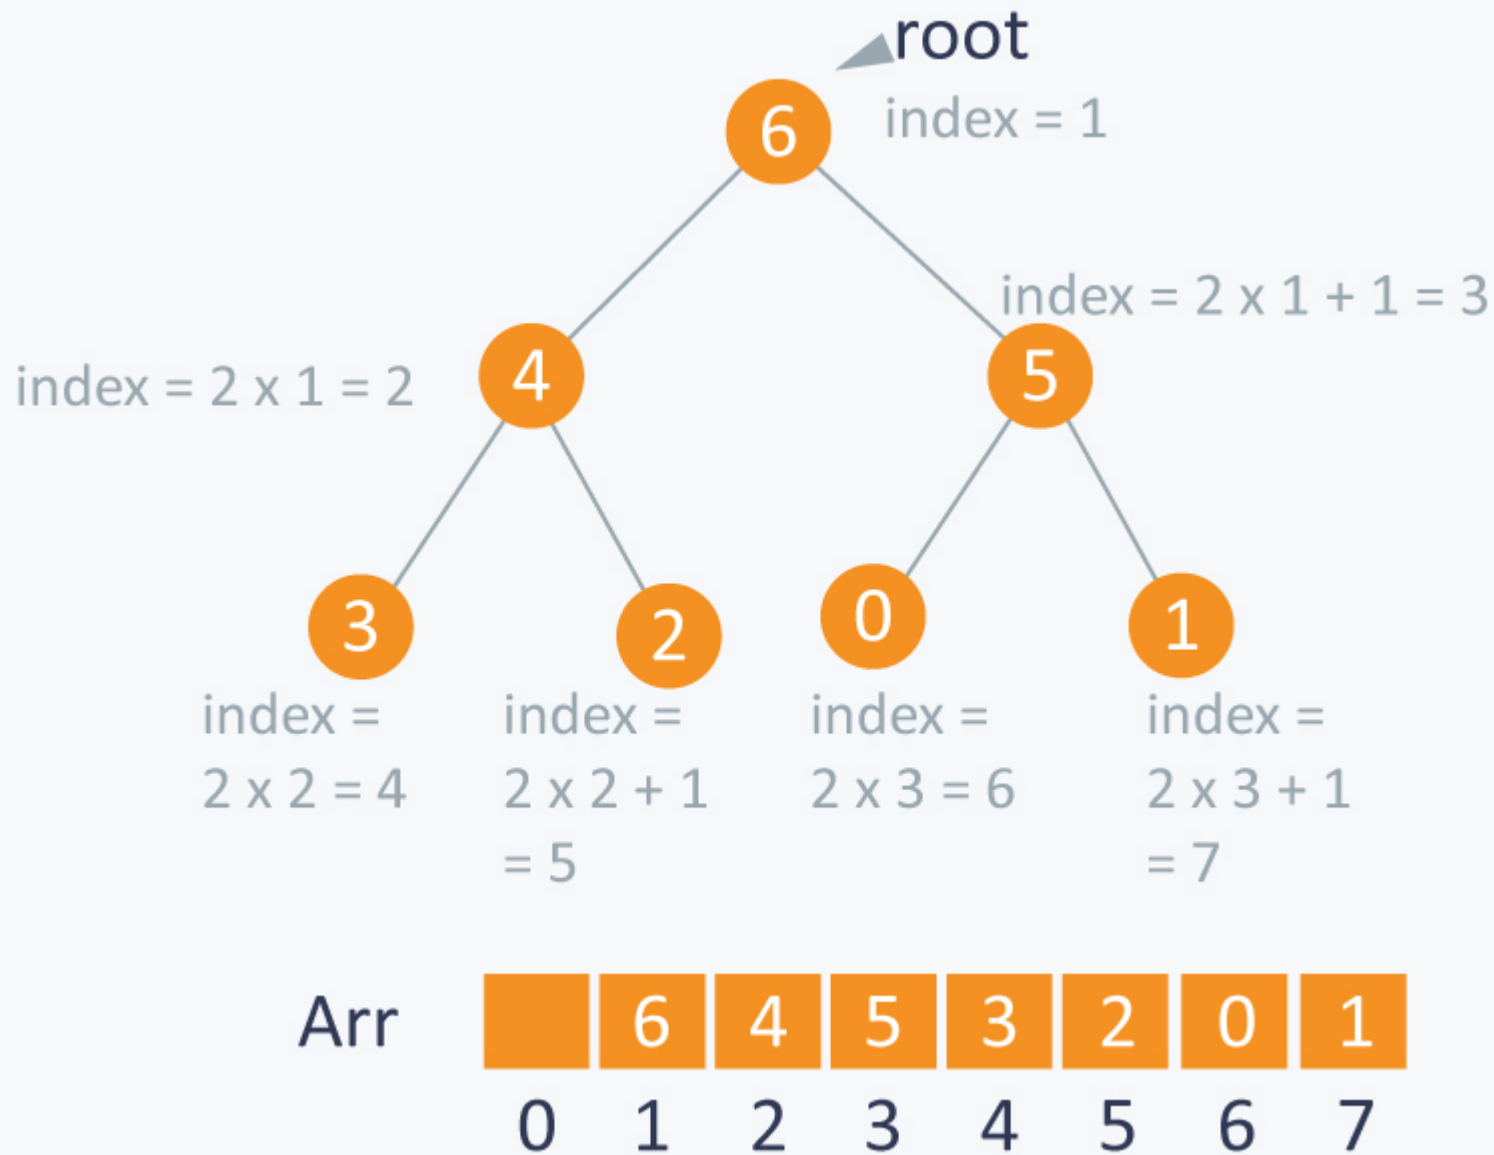 root
6
index = 1
index = 2 x 1 + 1 = 3
index = 2 x 1 = 2
4
5
3
2
0
1
index =
2 x 2 = 4
index =
2 x 2 + 1
= 5
index =
2 x 3 = 6
index =
2 x 3 + 1
= 7
Arr
6 4 5 3 2 0 1
0 1 2 3 4 5 6 7